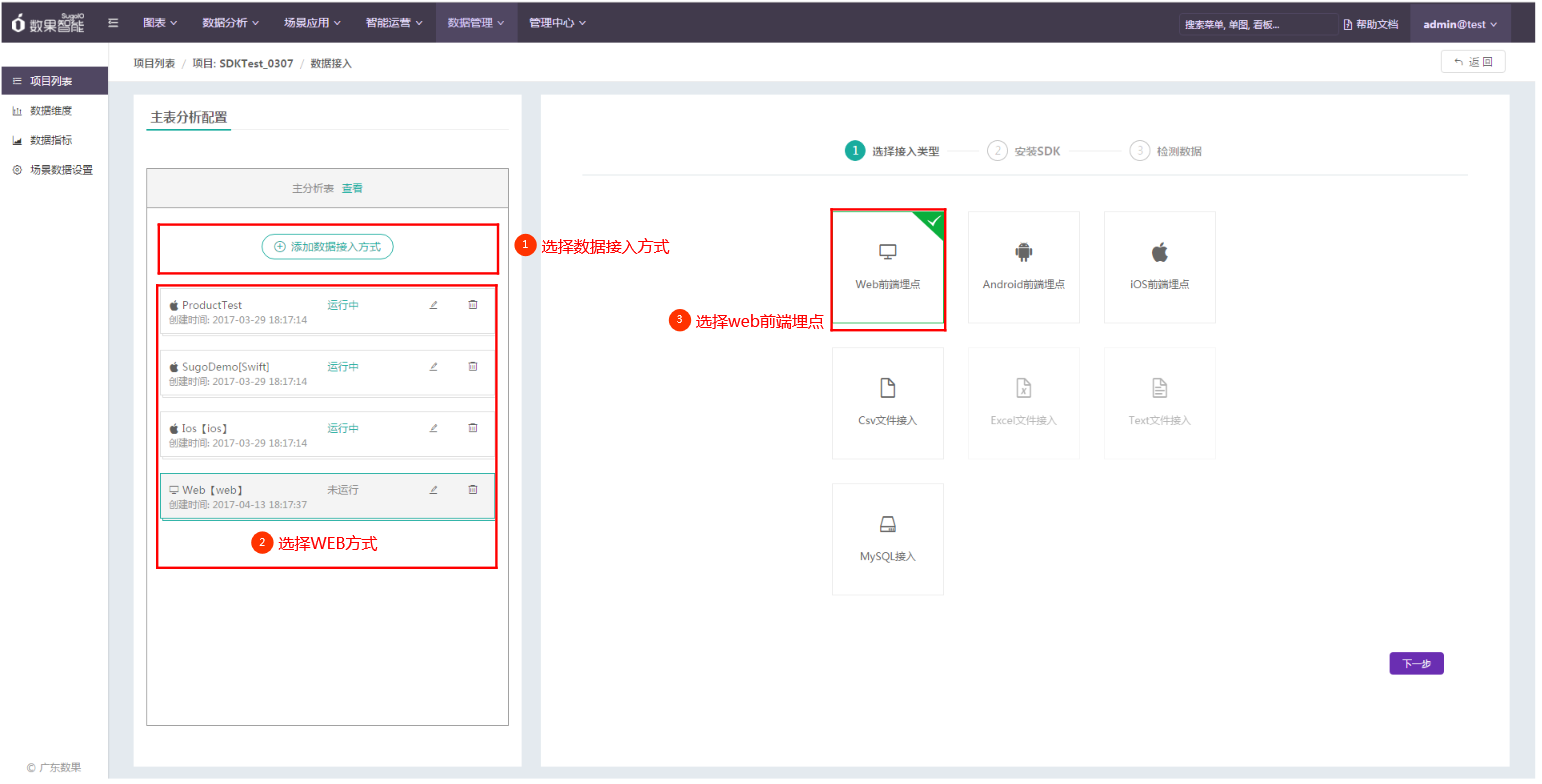 SugoIO
数果智能
图表
数据分析
场景应用
智能运营
数据管理
管理中心
搜索菜单, 单图, 看板...
帮助文档
admin@test
项目列表 / 项目: SDKTest_0307 / 数据接入
返回
项目列表
数据维度
数据指标
场景数据设置
© 广东数果
主表分析配置
主分析表 查看
添加数据接入方式
1 选择数据接入方式
ProductTest 运行中
创建时间: 2017-03-29 18:17:14
SugoDemo[Swift] 运行中
创建时间: 2017-03-29 18:17:14
Ios【ios】 运行中
创建时间: 2017-03-29 18:17:14
Web【web】 未运行
创建时间: 2017-04-13 18:17:37
2 选择WEB方式
1 选择接入类型
2 安装SDK
3 检测数据
Web前端埋点
Android前端埋点
iOS前端埋点
3 选择web前端埋点
Csv文件接入
Excel文件接入
Text文件接入
MySQL接入
下一步